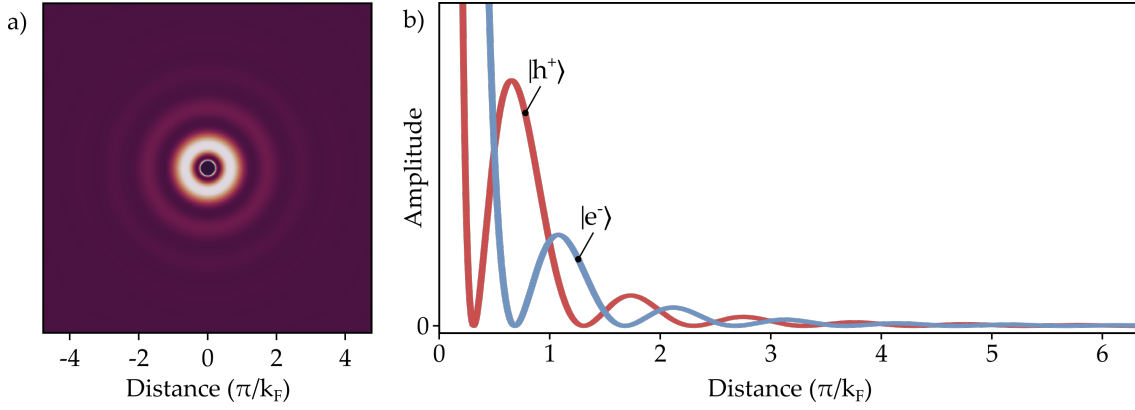 a)
-4 -2 0 2 4
Distance (π/k_F)
b)
Amplitude
|h⁺⟩
|e⁻⟩
0
0 1 2 3 4 5 6
Distance (π/k_F)